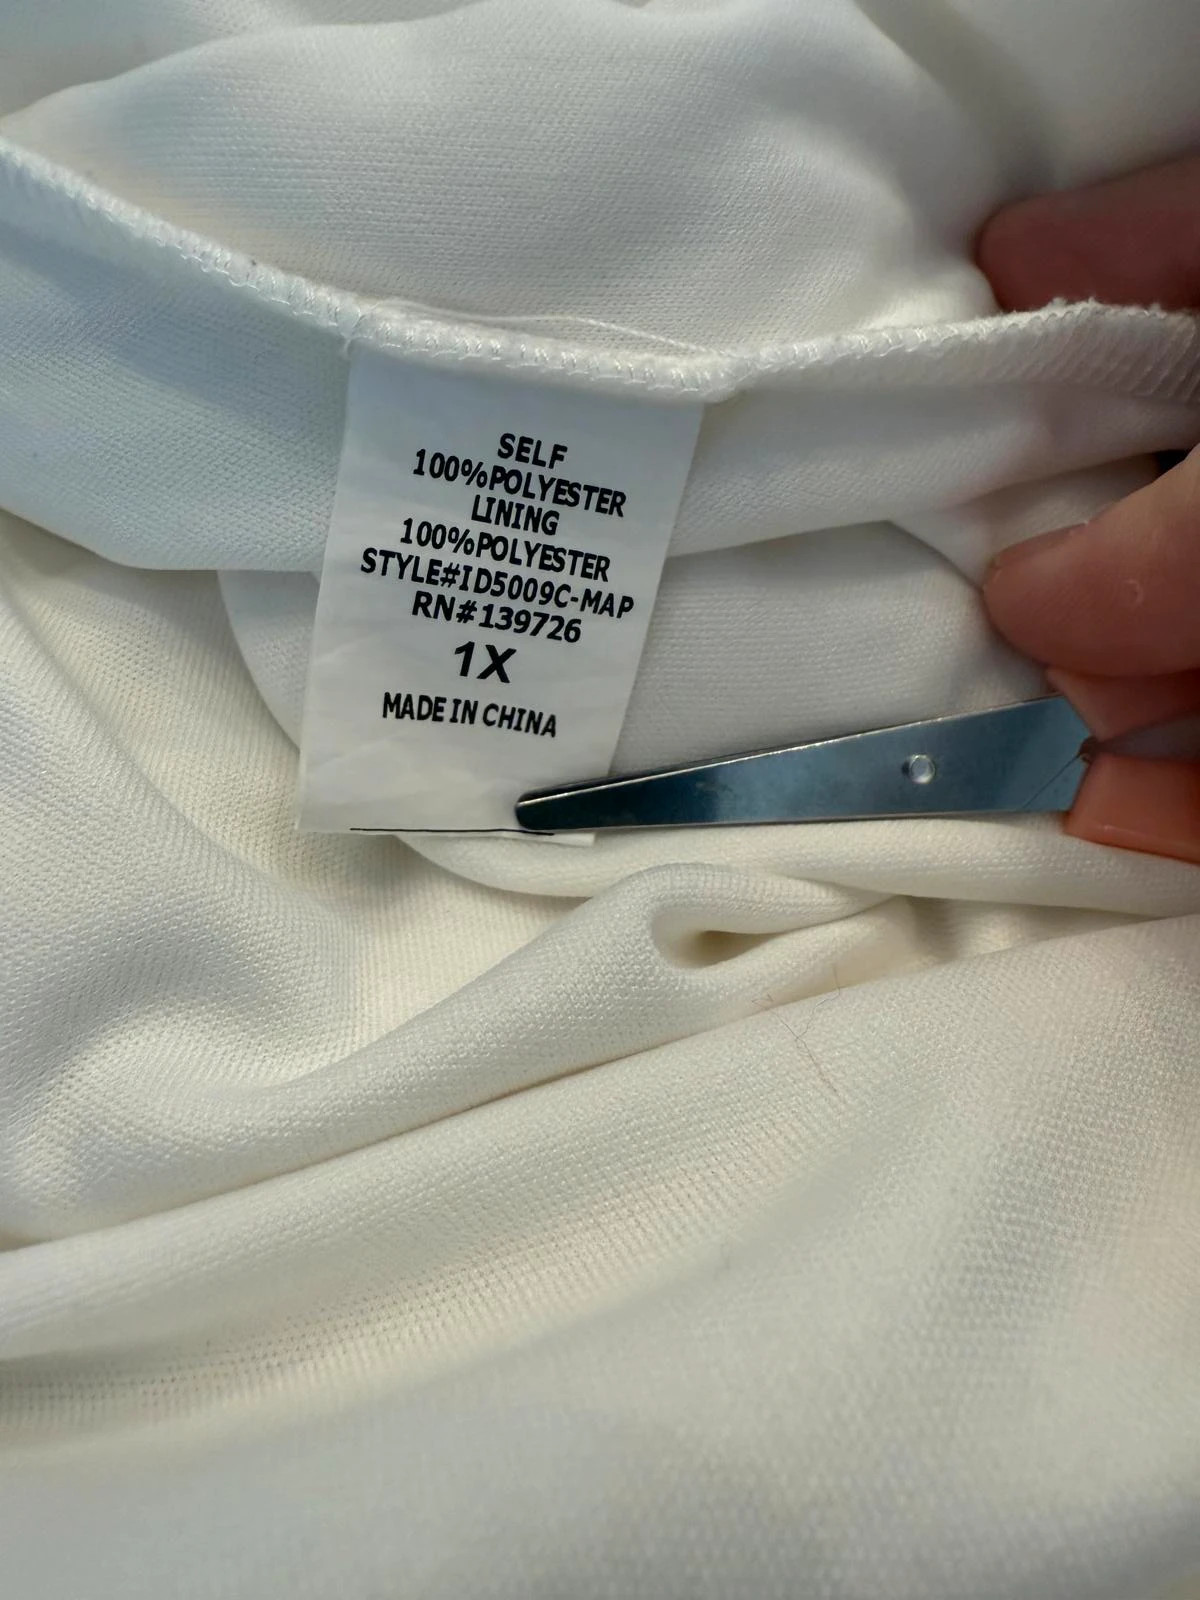 SELF
100%POLYESTER
LINING
100%POLYESTER
STYLE#ID5009C-MAP
RN#139726
1X
MADE IN CHINA